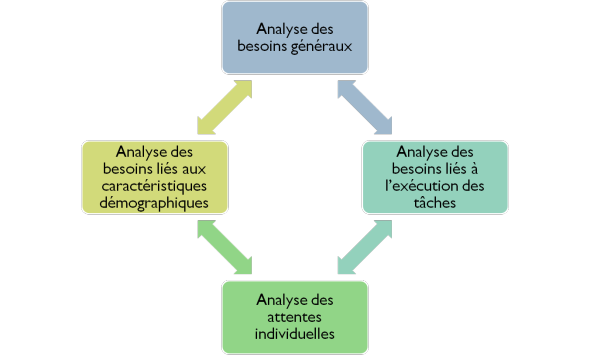 Analyse des
besoins généraux
Analyse des
besoins liés aux
caractéristiques
démographiques
Analyse des
besoins liés à
l’exécution des
tâches
Analyse des
attentes
individuelles